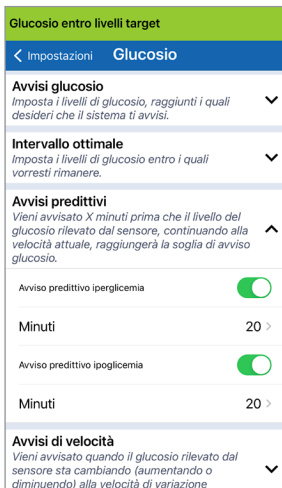 Glucosio entro livelli target
Impostazioni Glucosio
Avvisi glucosio
Imposta i livelli di glucosio, raggiunti i quali
desideri che il sistema ti avvisi.
Intervallo ottimale
Imposta i livelli di glucosio entro i quali
vorresti rimanere.
Avvisi predittivi
Vieni avvisato X minuti prima che il livello del
glucosio rilevato dal sensore, continuando alla
velocità attuale, raggiungerà la soglia di avviso
glucosio.
Avviso predittivo iperglicemia
Minuti 20
Avviso predittivo ipoglicemia
Minuti 20
Avvisi di velocità
Vieni avvisato quando il glucosio rilevato dal
sensore sta cambiando (aumentando o
diminuendo) alla velocità di variazione